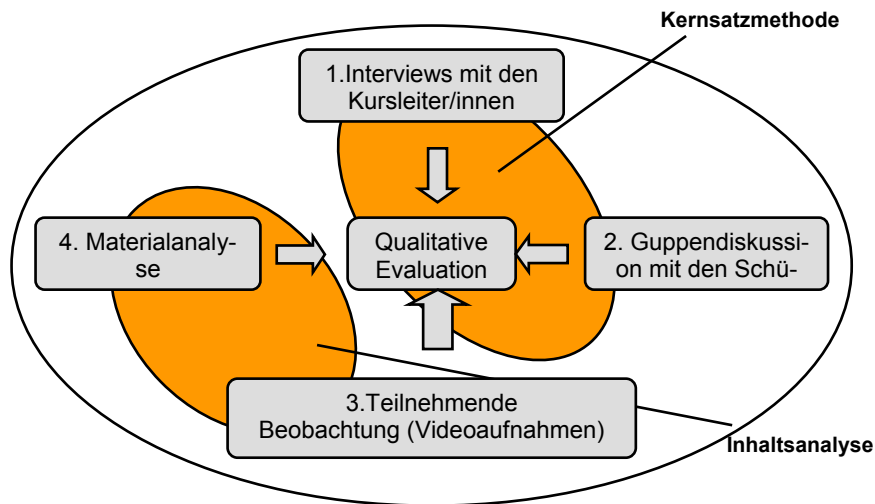 Kernsatzmethode
1.Interviews mit den
Kursleiter/innen
4. Materialanaly-
se
Qualitative
Evaluation
2. Guppendiskussi-
on mit den Schü-
3.Teilnehmende
Beobachtung (Videoaufnahmen)
Inhaltsanalyse